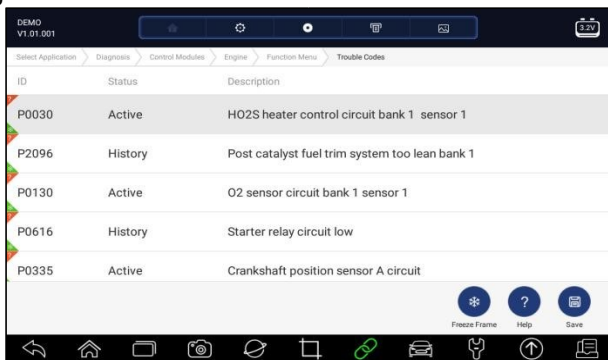 DEMO
V1.01.001
3.2V
Select Application Diagnosis Control Modules Engine Function Menu Trouble Codes
ID Status Description
P0030 Active HO2S heater control circuit bank 1 sensor 1
P2096 History Post catalyst fuel trim system too lean bank 1
P0130 Active O2 sensor circuit bank 1 sensor 1
P0616 History Starter relay circuit low
P0335 Active Crankshaft position sensor A circuit
?
Freeze Frame Help Save